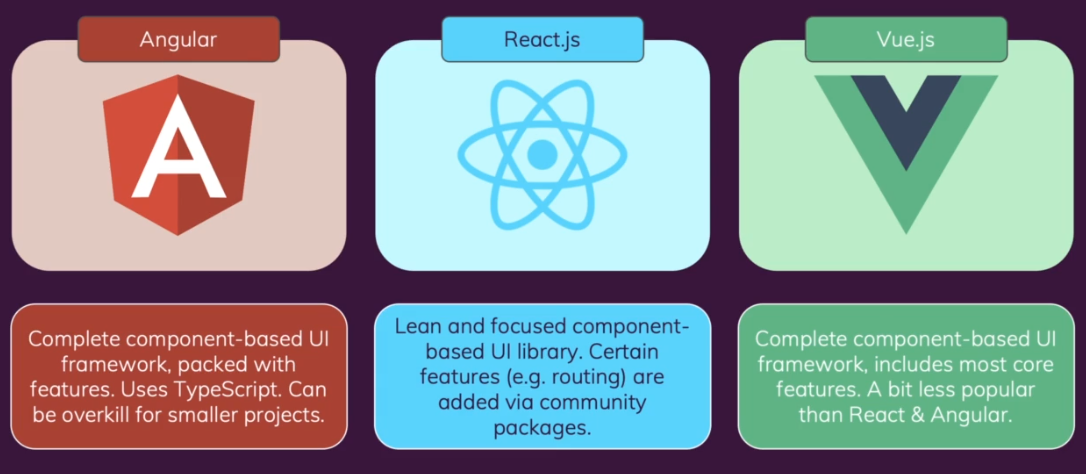 Angular
React.js
Vue.js
A
Complete component-based UI
framework, packed with
features. Uses TypeScript. Can
be overkill for smaller projects.
Lean and focused component-
based UI library. Certain
features (e.g. routing) are
added via community
packages.
Complete component-based UI
framework, includes most core
features. A bit less popular
than React & Angular.